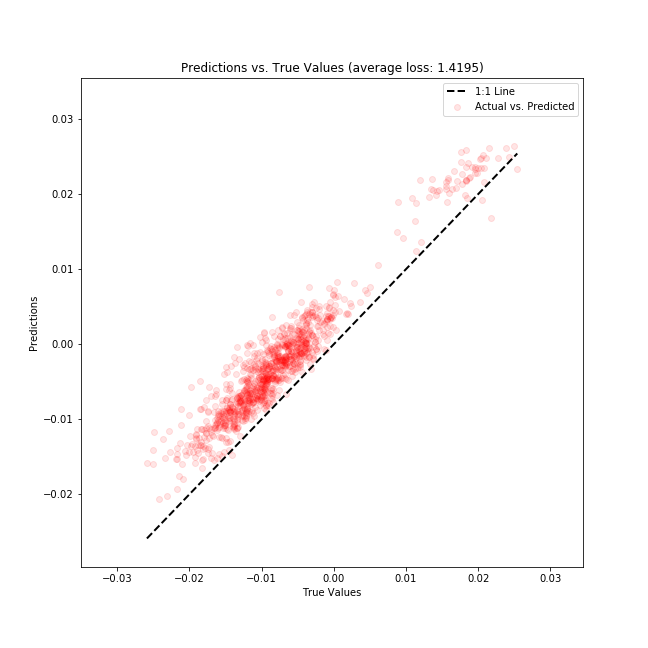 Predictions vs. True Values (average loss: 1.4195)
1:1 Line
Actual vs. Predicted
0.03
0.02
0.01
0.00
−0.01
−0.02
Predictions
−0.03 −0.02 −0.01 0.00 0.01 0.02 0.03
True Values